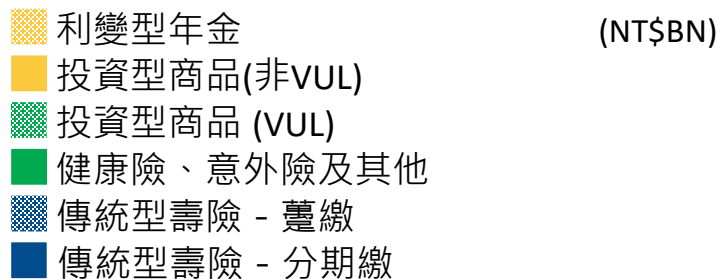 利變型年金 (NT$BN)
投資型商品(非VUL)
投資型商品 (VUL)
健康險、意外險及其他
傳統型壽險 - 躉繳
傳統型壽險 - 分期繳